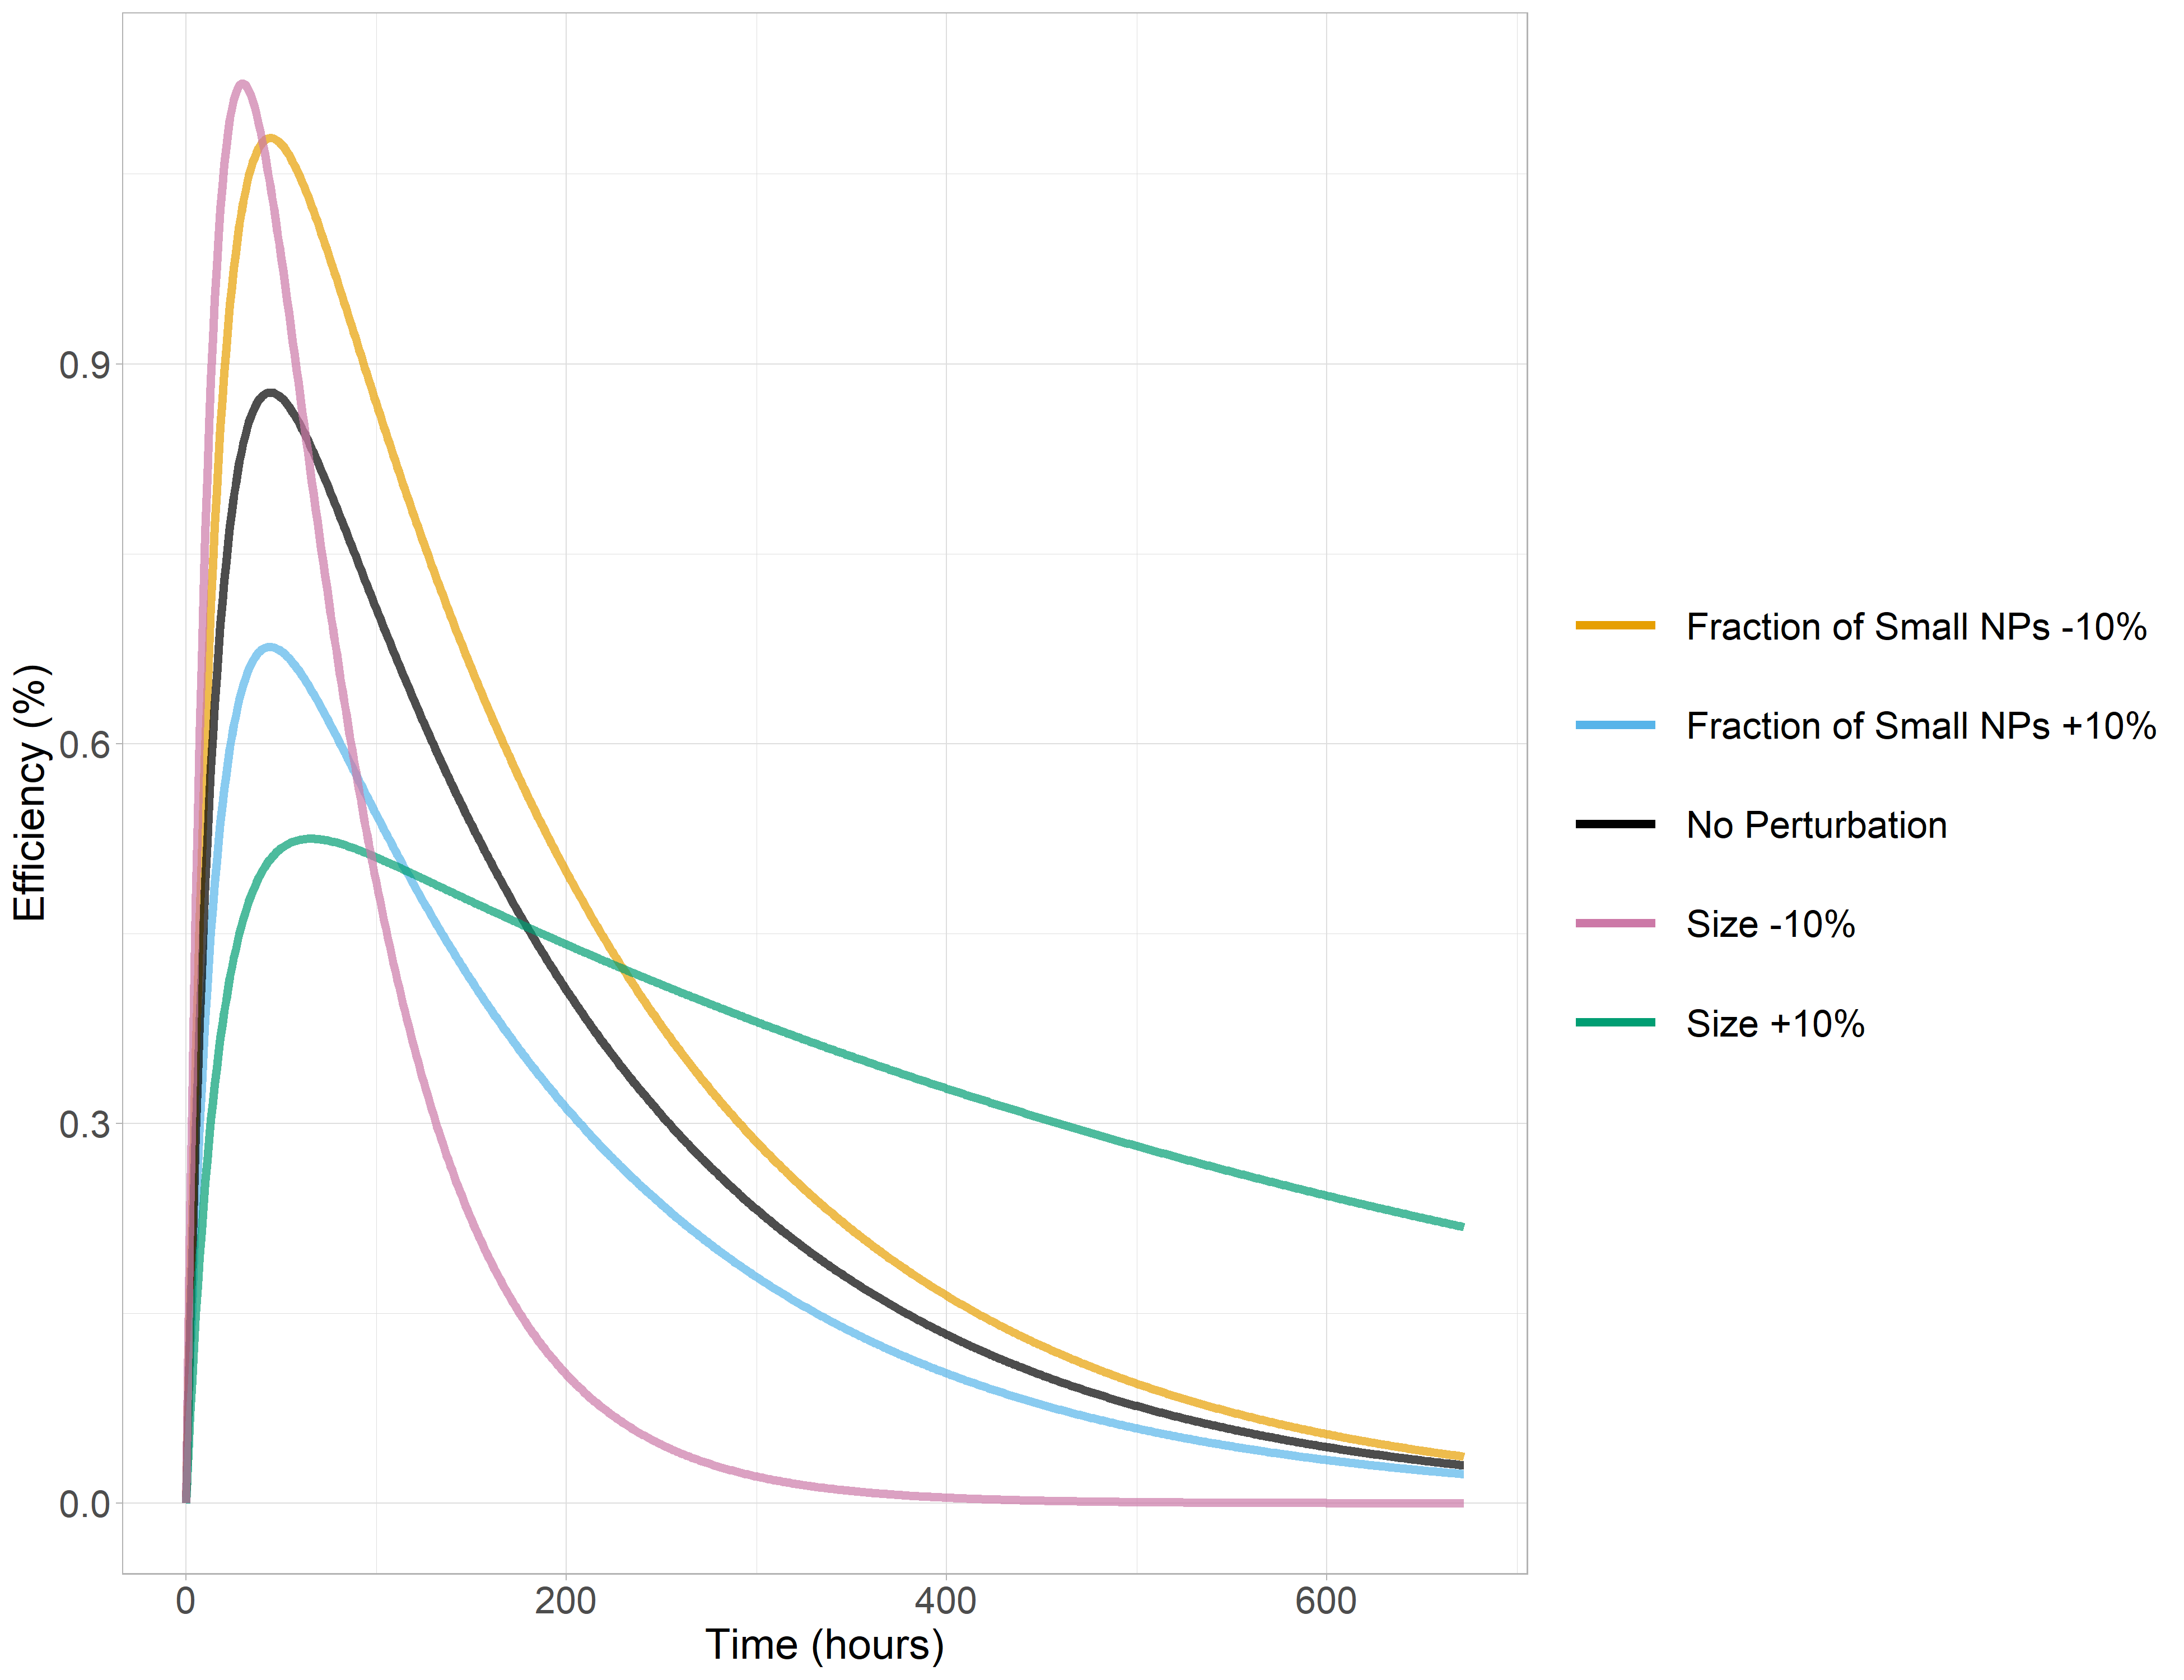 Efficiency (%)
0.9
0.6
0.3
0.0
0
200
400
600
Time (hours)
Fraction of Small NPs -10%
Fraction of Small NPs +10%
No Perturbation
Size -10%
Size +10%